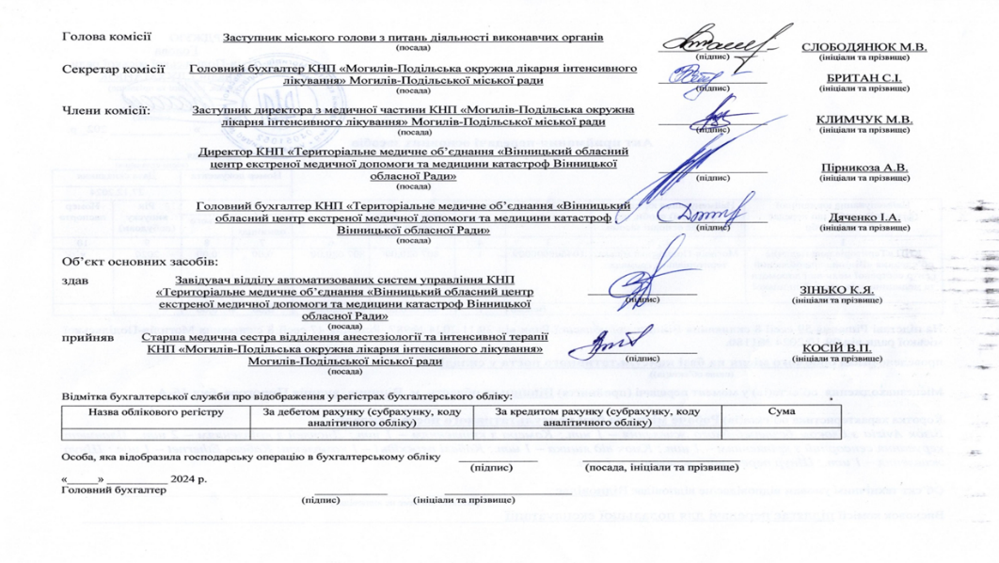 Голова комісії Заступник міського голови з питань діяльності виконавчих органів СЛОБОДЯНЮК М.В.
(посада) (підпис) (ініціали та прізвище)
Секретар комісії Головний бухгалтер КНП «Могилів-Подільська окружна лікарня інтенсивного БРИТАН С.І.
лікування» Могилів-Подільської міської ради
(посада) (підпис) (ініціали та прізвище)
Члени комісії: Заступник директора з медичної частини КНП «Могилів-Подільська окружна КЛИМЧУК М.В.
лікарня інтенсивного лікування» Могилів-Подільської міської ради
(посада) (підпис) (ініціали та прізвище)
Директор КНП «Територіальне медичне об’єднання «Вінницький обласний
центр екстреної медичної допомоги та медицини катастроф Вінницької Пірникоза А.В.
обласної Ради»
(посада) (підпис) (ініціали та прізвище)
Головний бухгалтер КНП «Територіальне медичне об’єднання «Вінницький
обласний центр екстреної медичної допомоги та медицини катастроф Дяченко І.А.
Вінницької обласної Ради»
(посада) (підпис) (ініціали та прізвище)
Об’єкт основних засобів:
здав Завідувач відділу автоматизованих систем управління КНП
«Територіальне медичне об’єднання «Вінницький обласний центр ЗІНЬКО К.Я.
екстреної медичної допомоги та медицини катастроф Вінницької
обласної Ради»
(посада) (підпис) (ініціали та прізвище)
прийняв Старша медична сестра відділення анестезіології та інтенсивної терапії
КНП «Могилів-Подільська окружна лікарня інтенсивного лікування» КОСІЙ В.П.
Могилів-Подільської міської ради
(посада) (підпис) (ініціали та прізвище)
Відмітка бухгалтерської служби про відображення у регістрах бухгалтерського обліку:
Назва облікового регістру За дебетом рахунку (субрахунку, коду За кредитом рахунку (субрахунку, коду Сума
аналітичного обліку) аналітичного обліку)
Особа, яка відобразила господарську операцію в бухгалтерському обліку
(підпис) (посада, ініціали та прізвище)
«_____» __________ 2024 р.
Головний бухгалтер
(підпис) (ініціали та прізвище)